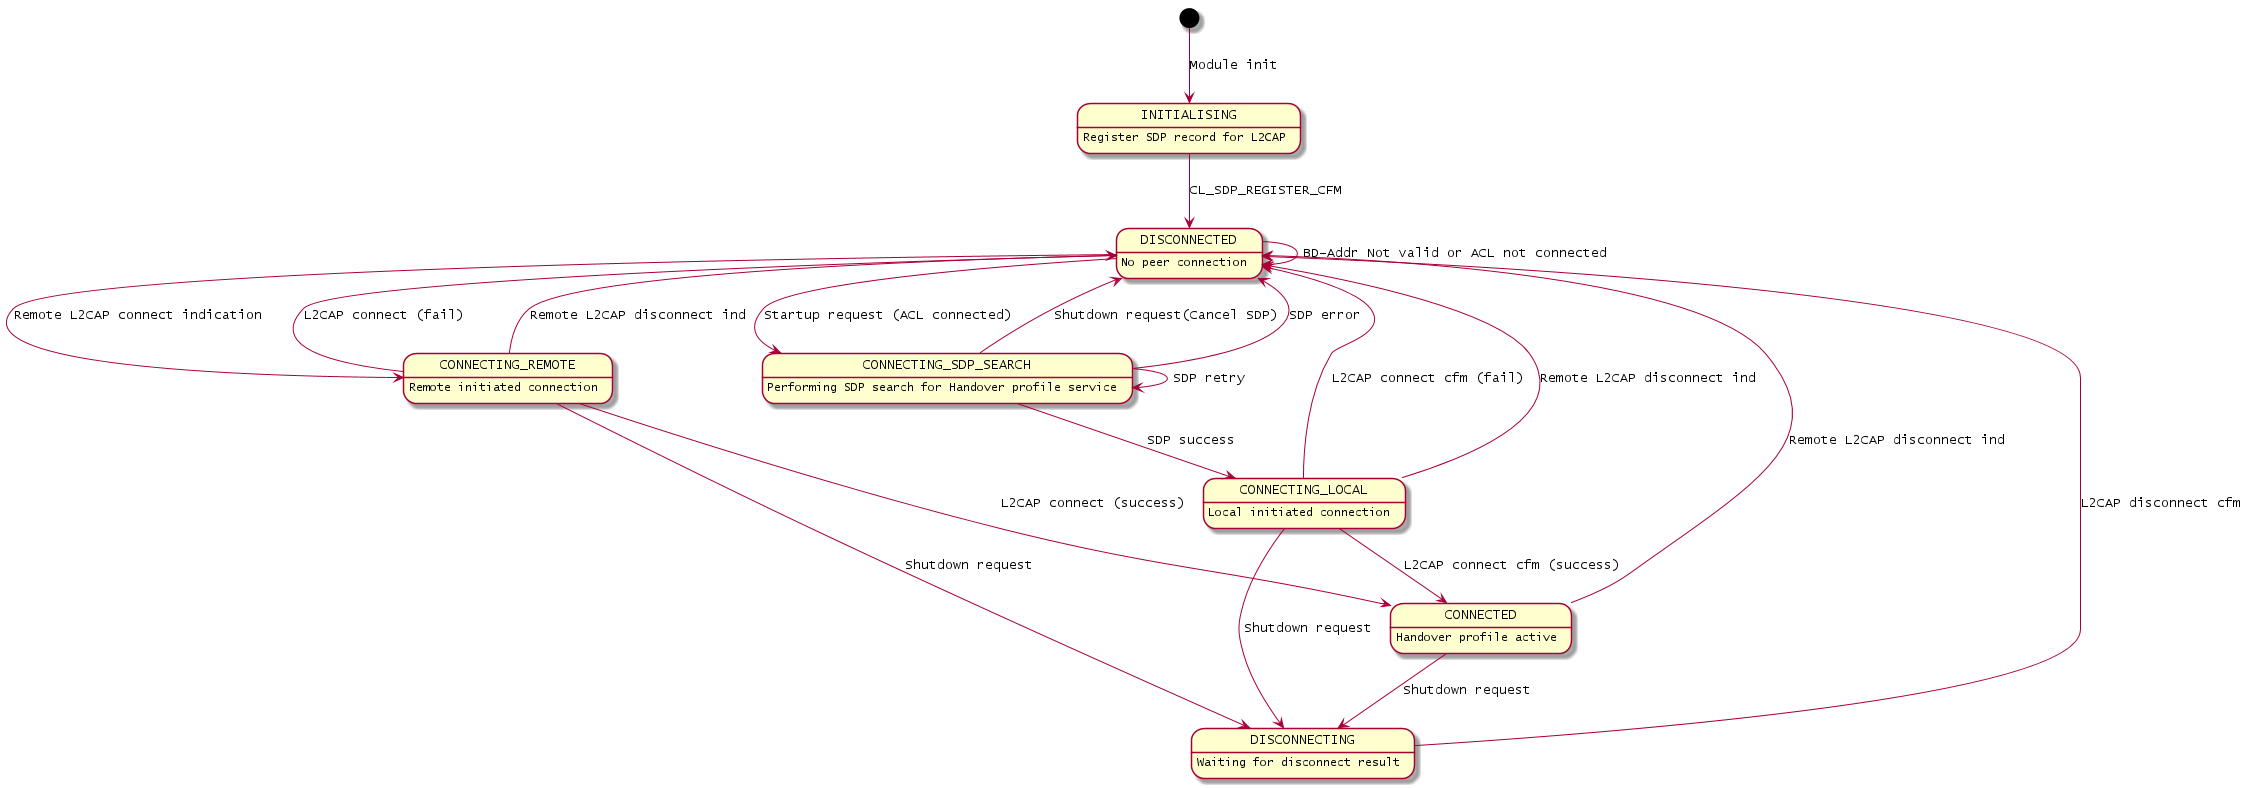 Module init
INITIALISING
Register SDP record for L2CAP
CL_SDP_REGISTER_CFM
DISCONNECTED
No peer connection
BD-Addr Not valid or ACL not connected
Remote L2CAP connect indication
L2CAP connect (fail)
Remote L2CAP disconnect ind
Startup request (ACL connected)
Shutdown request(Cancel SDP)
SDP error
CONNECTING_REMOTE
Remote initiated connection
CONNECTING_SDP_SEARCH
Performing SDP search for Handover profile service
SDP retry
L2CAP connect cfm (fail)
Remote L2CAP disconnect ind
SDP success
Remote L2CAP disconnect ind
CONNECTING_LOCAL
Local initiated connection
L2CAP connect (success)
L2CAP disconnect cfm
Shutdown request
L2CAP connect cfm (success)
CONNECTED
Handover profile active
Shutdown request
Shutdown request
DISCONNECTING
Waiting for disconnect result